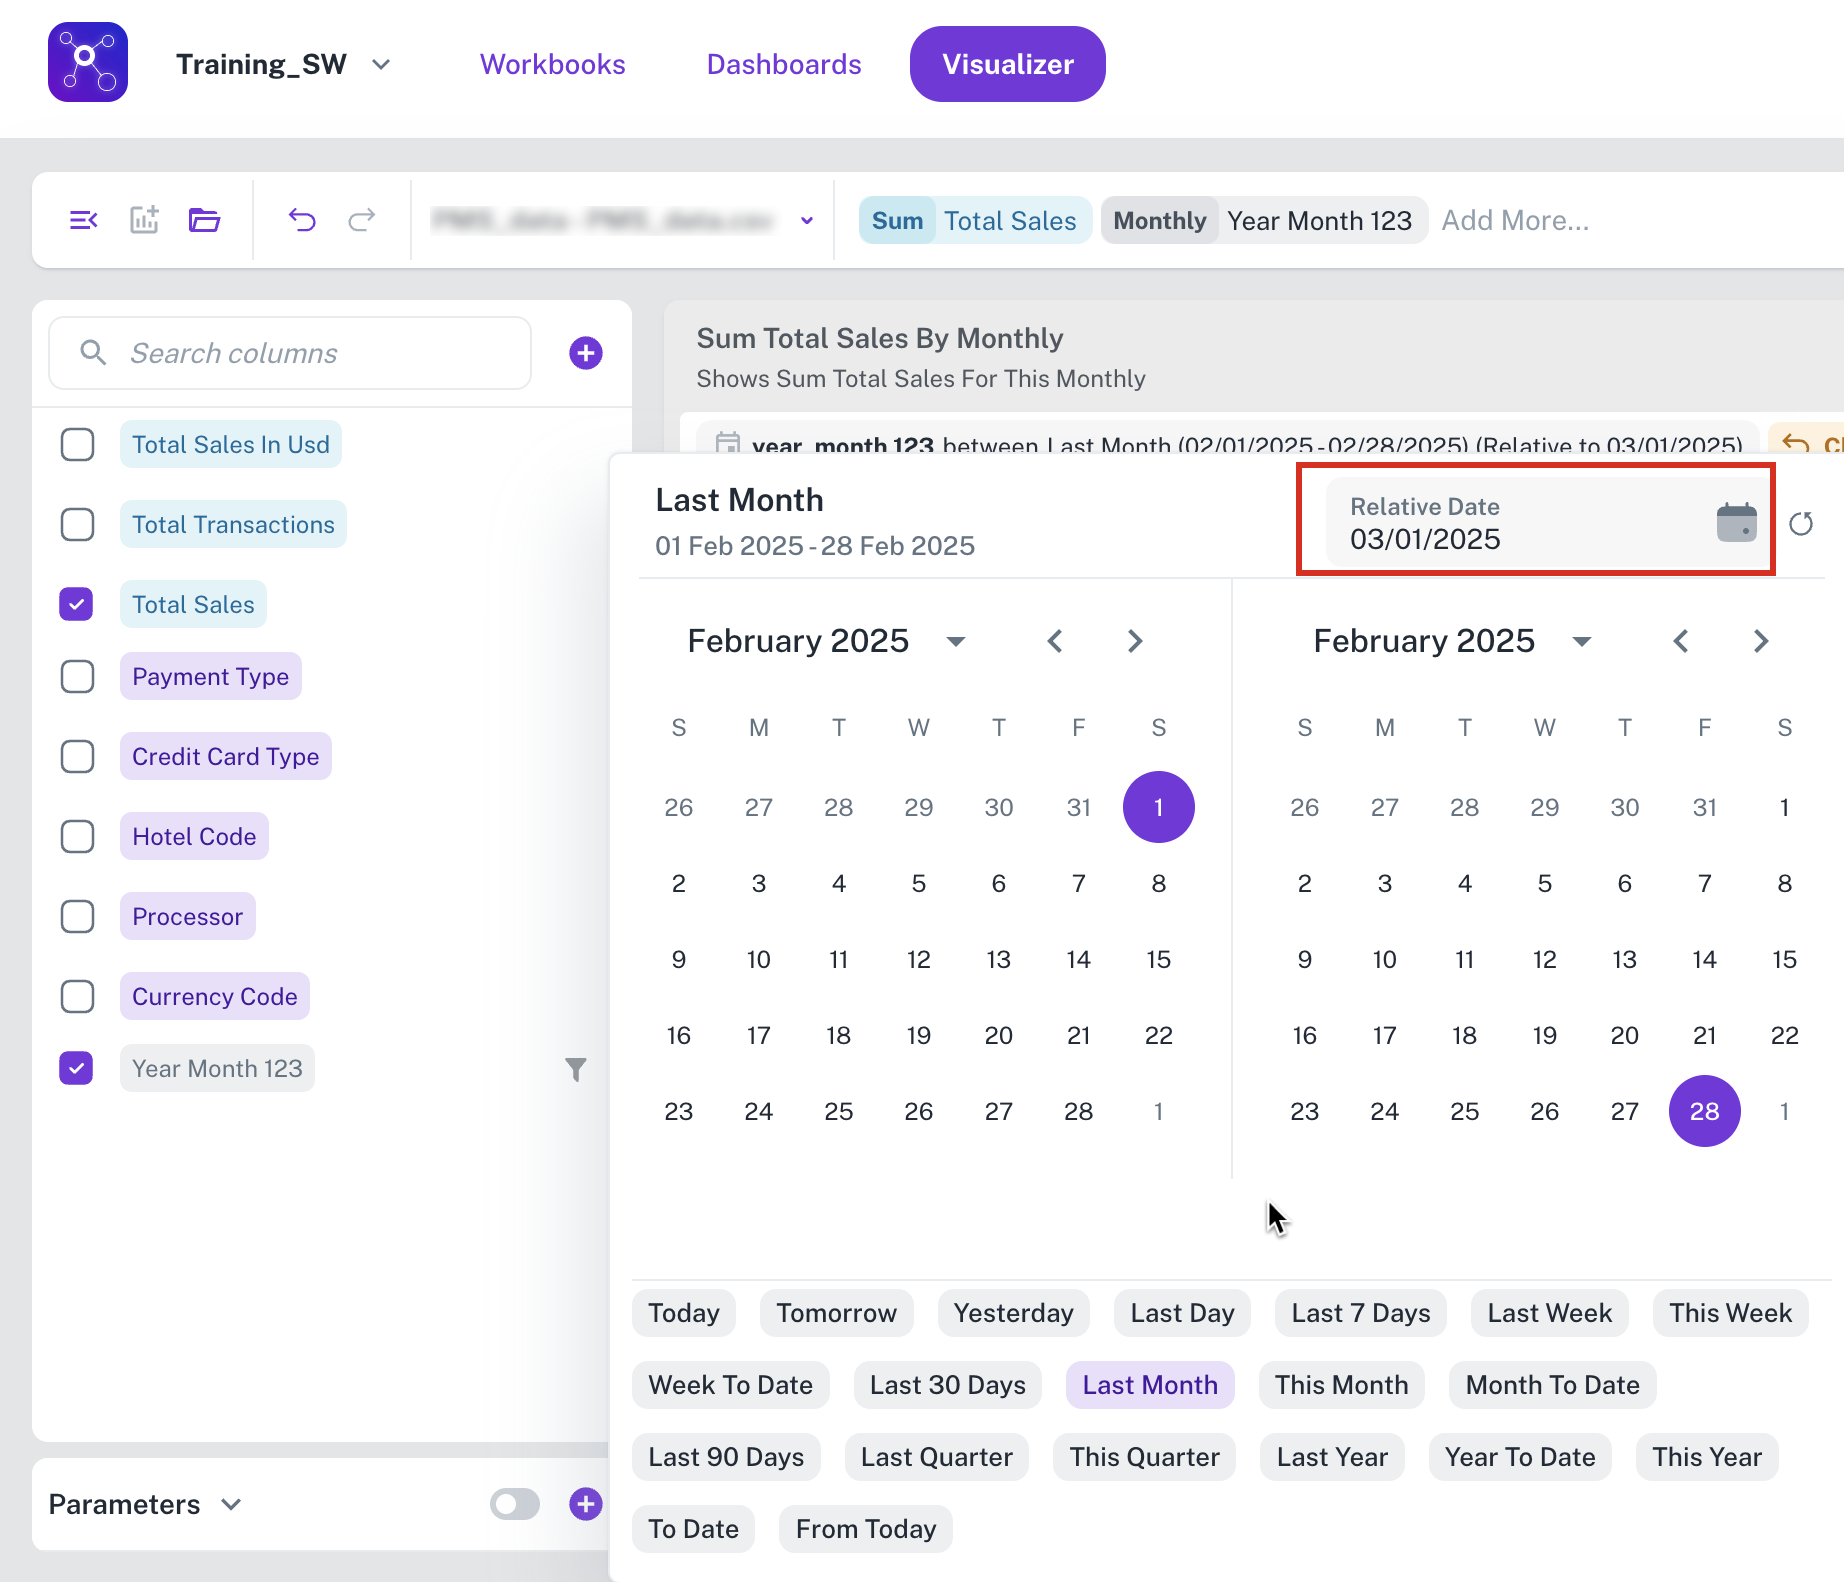 Training_SW
Workbooks
Dashboards
Visualizer
Sum Total Sales
Monthly Year Month 123
Add More...
Search columns
Total Sales In Usd
Total Transactions
Total Sales
Payment Type
Credit Card Type
Hotel Code
Processor
Currency Code
Year Month 123
Parameters
Sum Total Sales By Monthly
Shows Sum Total Sales For This Monthly
year_month 123 between Last Month (02/01/2025 - 02/28/2025) (Relative to 03/01/2025)
Last Month
01 Feb 2025 - 28 Feb 2025
Relative Date
03/01/2025
February 2025
S M T W T F S
26 27 28 29 30 31 1
2 3 4 5 6 7 8
9 10 11 12 13 14 15
16 17 18 19 20 21 22
23 24 25 26 27 28 1
February 2025
S M T W T F S
26 27 28 29 30 31 1
2 3 4 5 6 7 8
9 10 11 12 13 14 15
16 17 18 19 20 21 22
23 24 25 26 27 28 1
Today Tomorrow Yesterday Last Day Last 7 Days Last Week This Week
Week To Date Last 30 Days Last Month This Month Month To Date
Last 90 Days Last Quarter This Quarter Last Year Year To Date This Year
To Date From Today